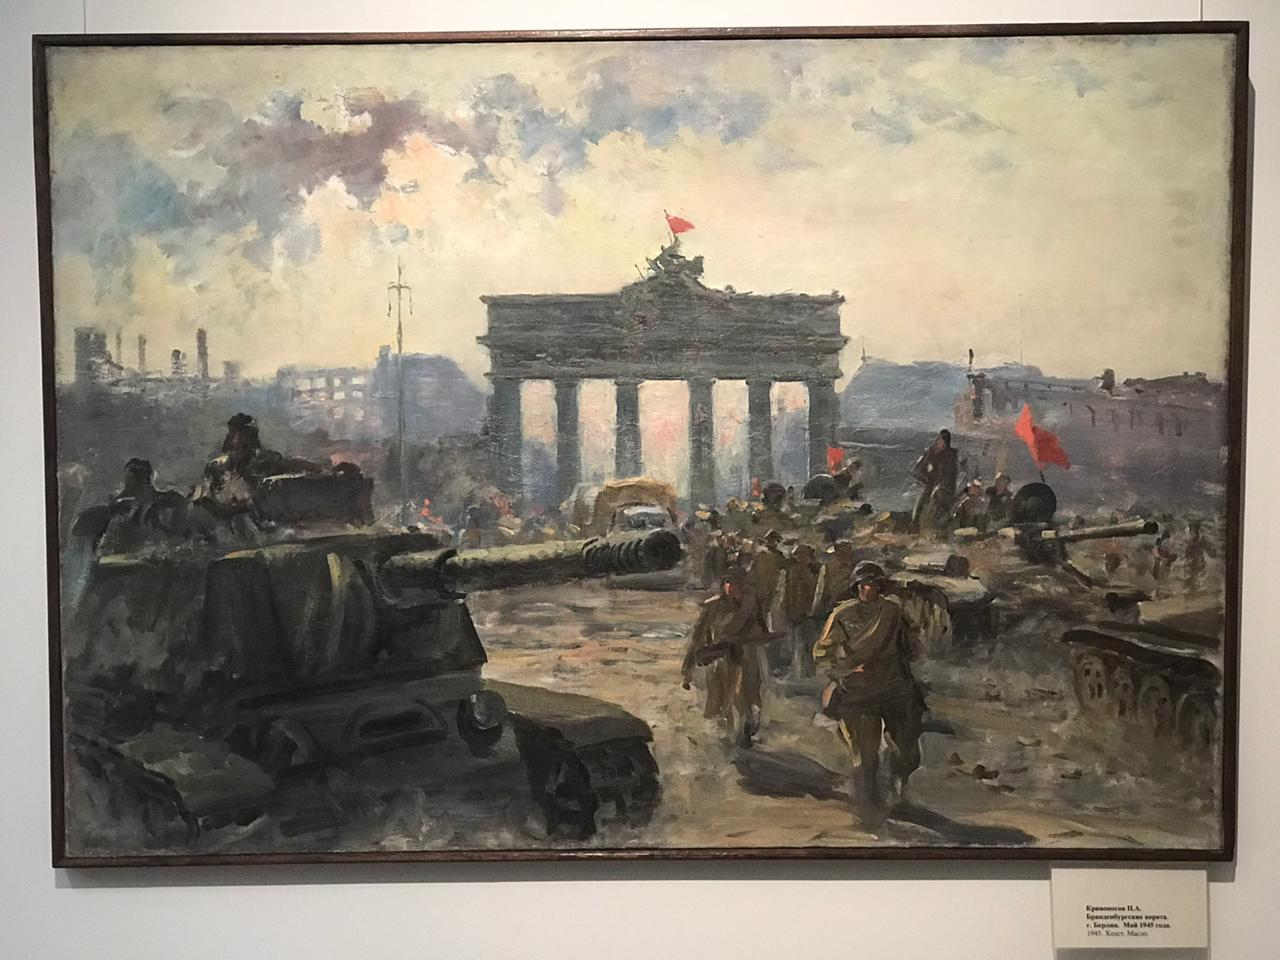 Кривоногов П.А.
Бранденбургские ворота.
г. Берлин. Май 1945 года.
1945. Холст. Масло.